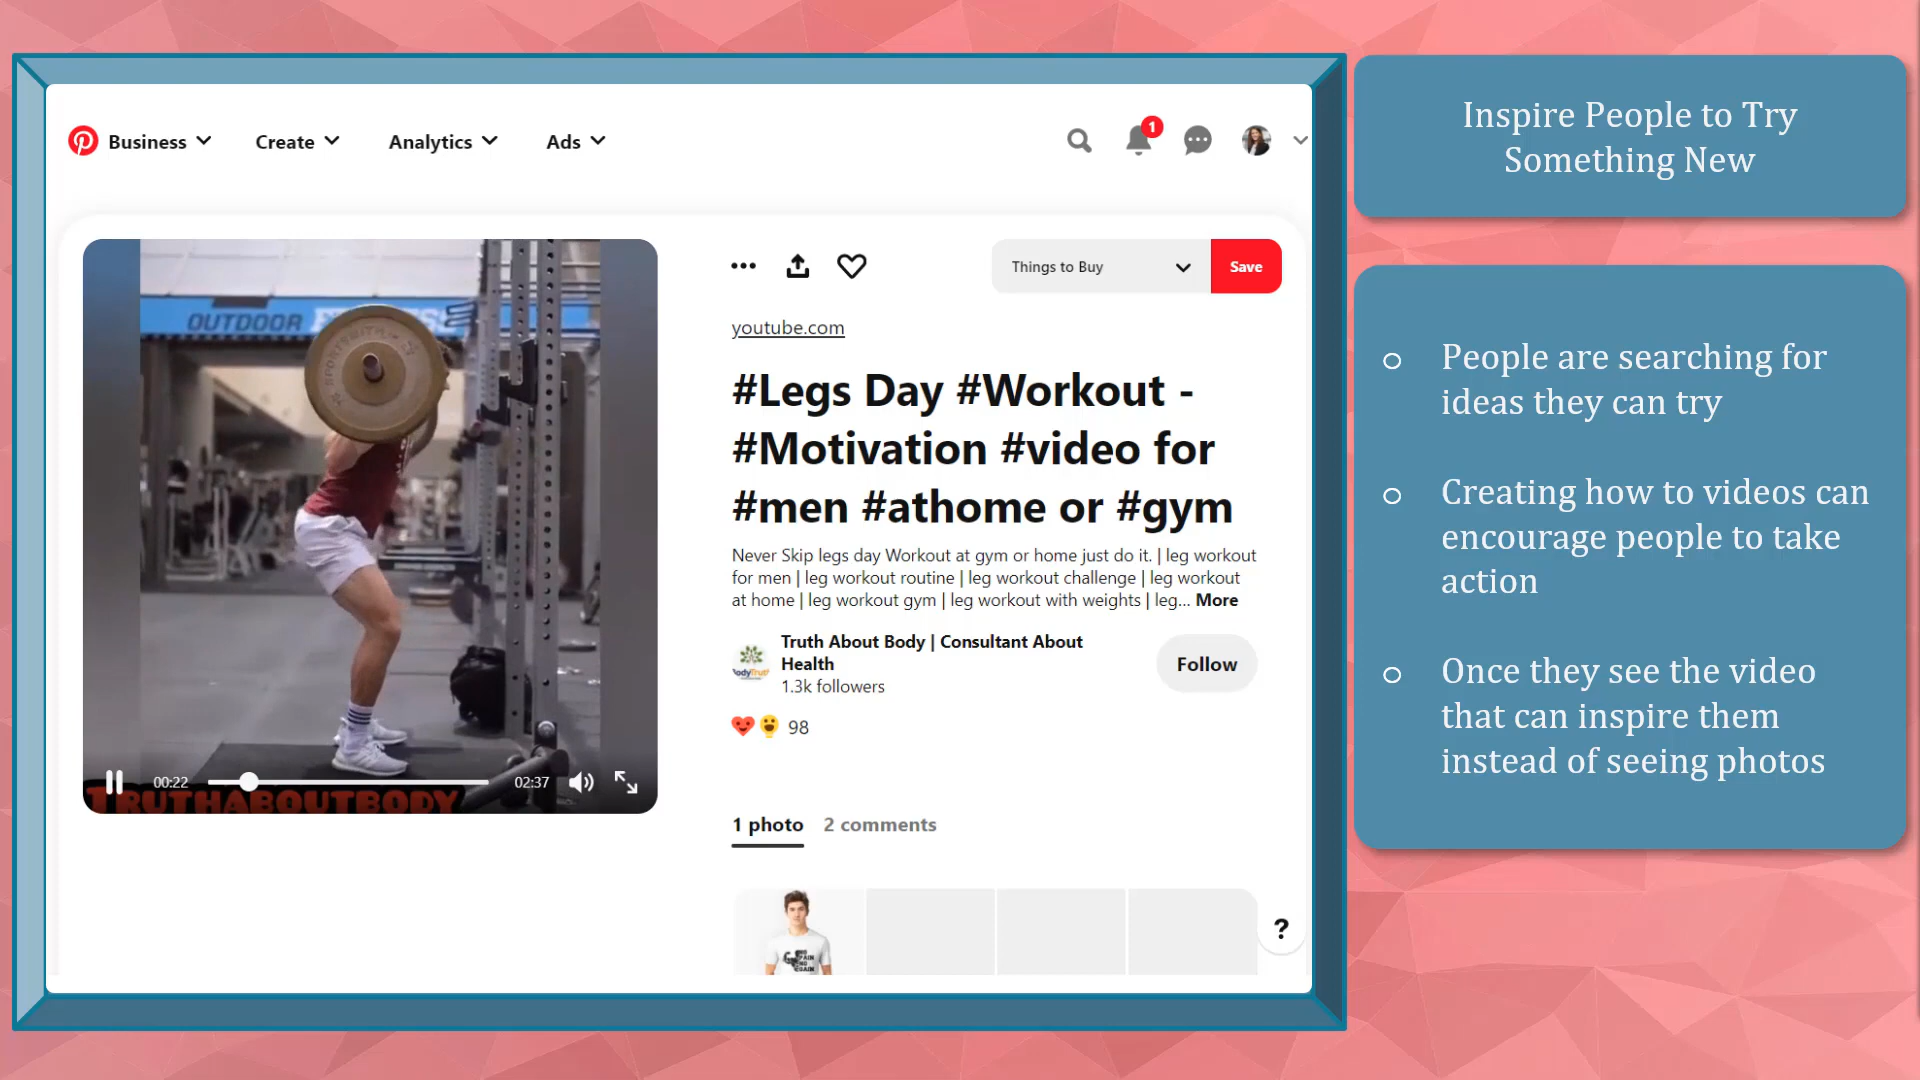 Business
Create
Analytics
Ads
1
OUTDOOR
TRUTHABOUTBODY
00:22
02:37
Things to Buy
Save
youtube.com
#Legs Day #Workout -
#Motivation #video for
#men #athome or #gym
Never Skip legs day Workout at gym or home just do it. | leg workout
for men | leg workout routine | leg workout challenge | leg workout
at home | leg workout gym | leg workout with weights | leg... More
Truth About Body | Consultant About
Health
1.3k followers
Follow
98
1 photo
2 comments
?
Inspire People to Try
Something New
People are searching for
ideas they can try
Creating how to videos can
encourage people to take
action
Once they see the video
that can inspire them
instead of seeing photos